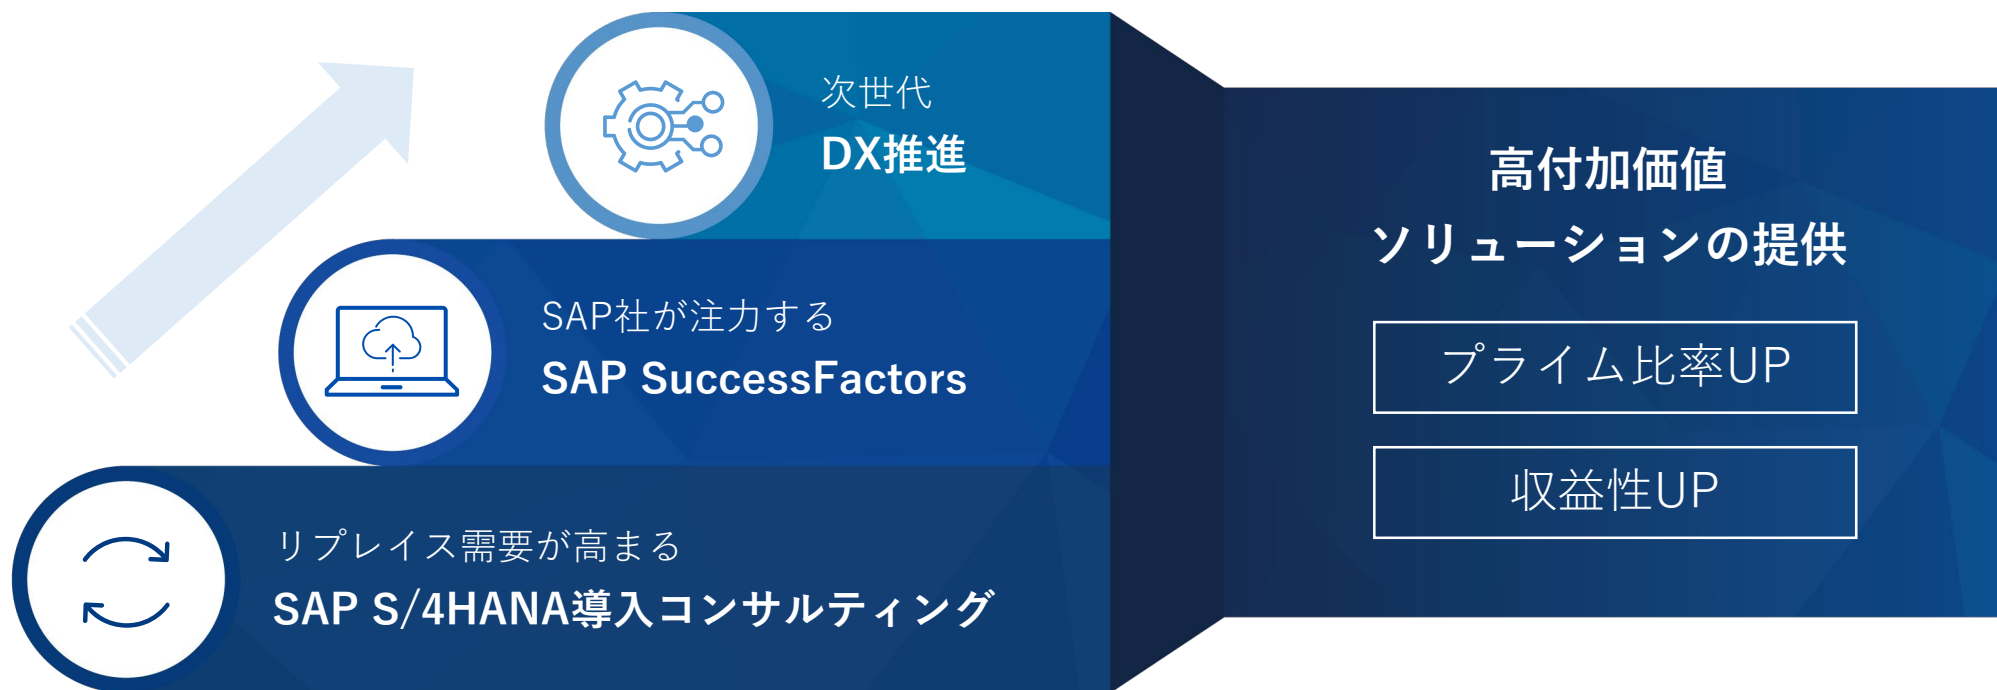 次世代
DX推進
SAP社が注力する
SAP SuccessFactors
リプレイス需要が高まる
SAP S/4HANA導入コンサルティング
高付加価値
ソリューションの提供
プライム比率UP
収益性UP